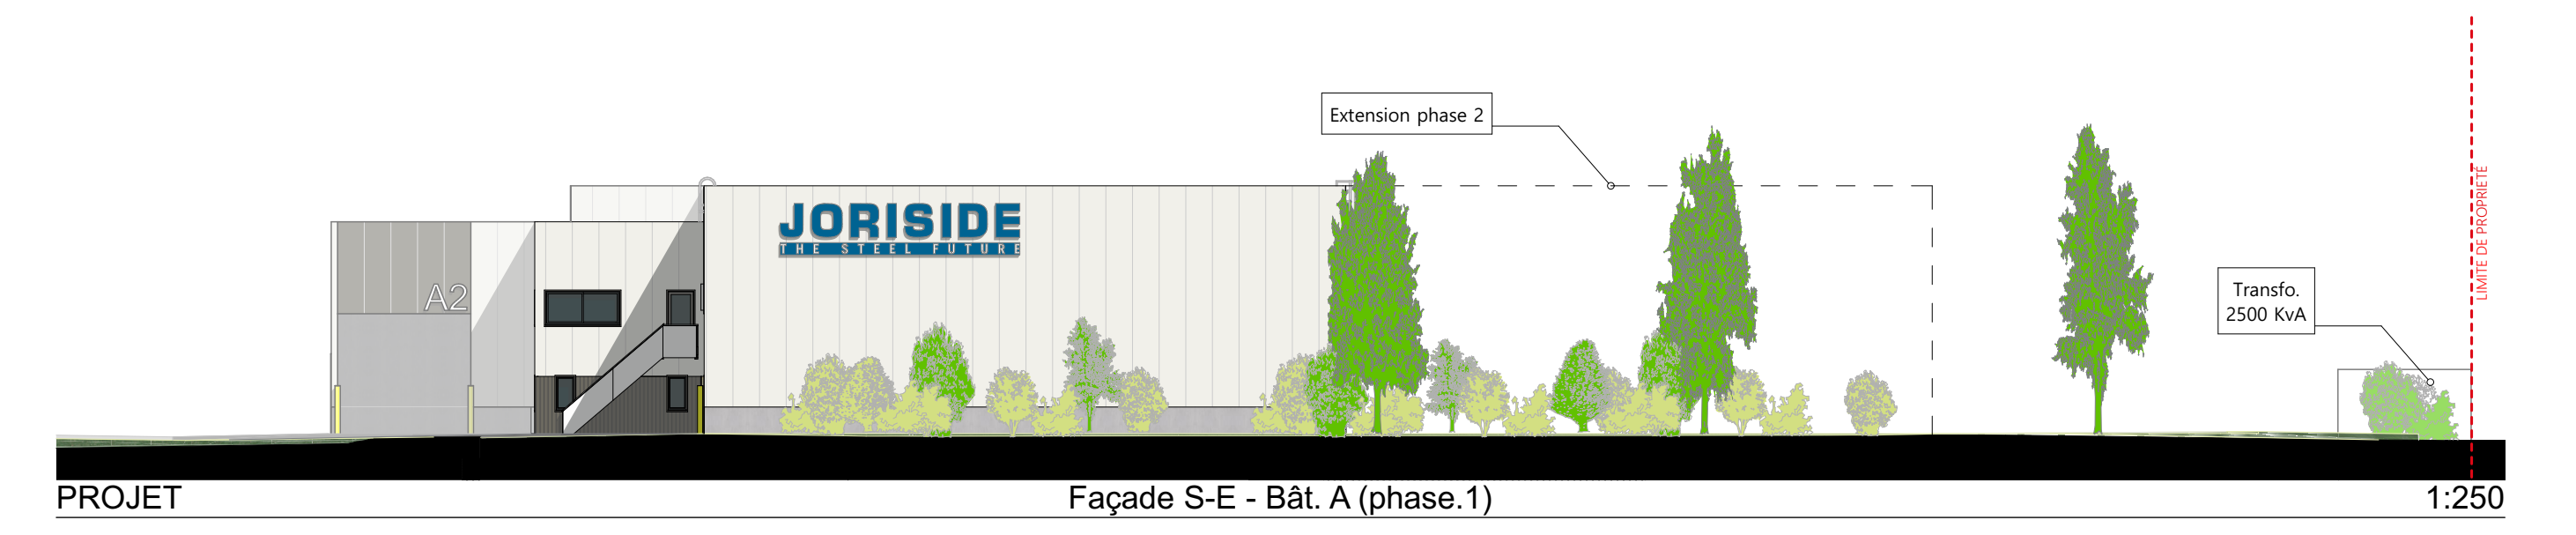 Extension phase 2
JORISIDE
THE STEEL FUTURE
A2
LIMITE DE PROPRIETÉ
Transfo.
2500 KvA
PROJET
Façade S-E - Bât. A (phase.1)
1:250